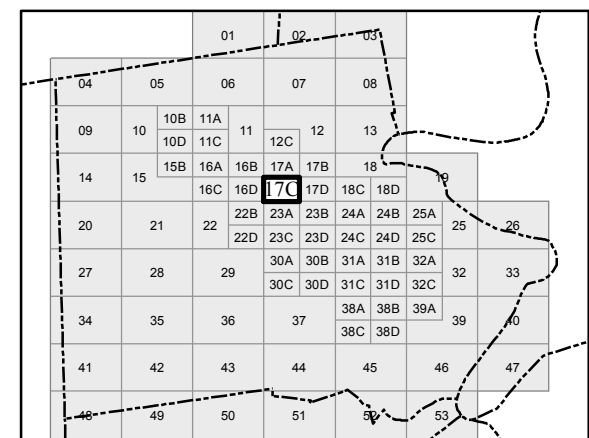 01 02 03
04 05 06 07 08
10B 11A
09 10 11 12 13
10D 11C 12C
15B 16A 16B 17A 17B 18
14 15 19
16C 16D 17C 17D 18C 18D
22B 23A 23B 24A 24B 25A
20 21 22 25 26
22D 23C 23D 24C 24D 25C
30A 30B 31A 31B 32A
27 28 29 32 33
30C 30D 31C 31D 32C
38A 38B 39A
34 35 36 37 39 40
38C 38D
41 42 43 44 45 46 47
48 49 50 51 52 53